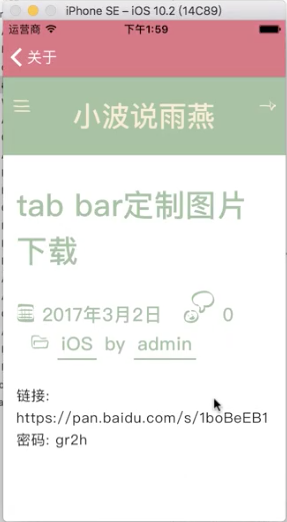 iPhone SE – iOS 10.2 (14C89)
运营商 下午1:59
关于
小波说雨燕
tab bar定制图片
下载
2017年3月2日 0
iOS by admin
链接:
https://pan.baidu.com/s/1boBeEB1
密码: gr2h